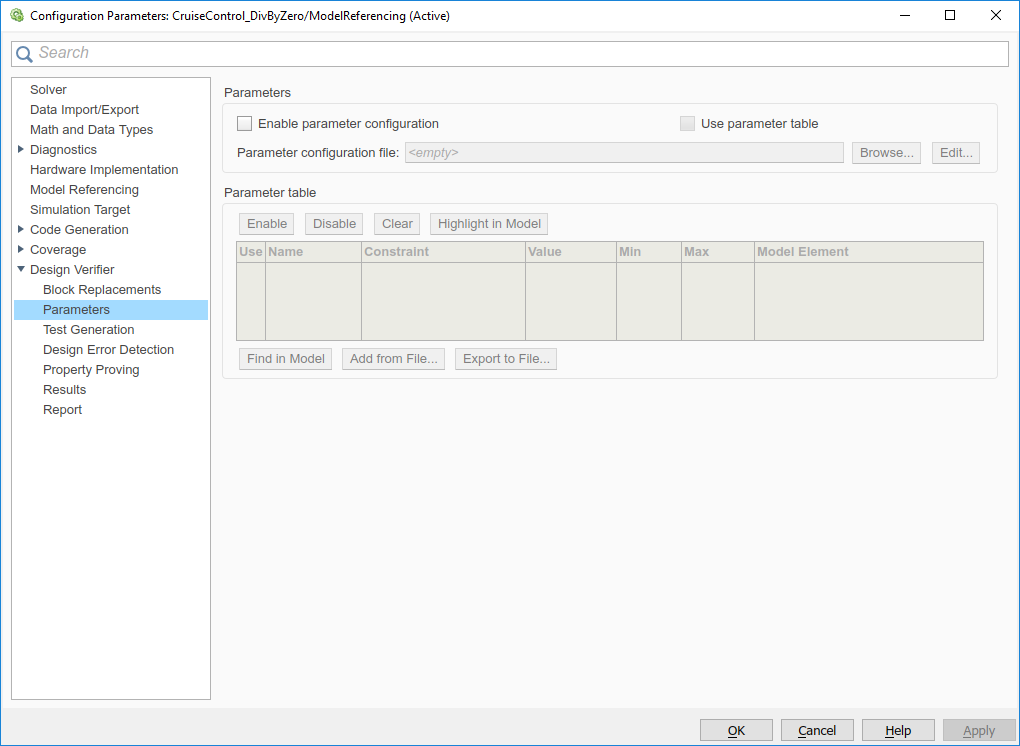 Configuration Parameters: CruiseControl_DivByZero/ModelReferencing (Active)
Search
Solver
Data Import/Export
Math and Data Types
Diagnostics
Hardware Implementation
Model Referencing
Simulation Target
Code Generation
Coverage
Design Verifier
Block Replacements
Parameters
Test Generation
Design Error Detection
Property Proving
Results
Report
Parameters
Enable parameter configuration Use parameter table
Parameter configuration file: <empty> Browse... Edit...
Parameter table
Enable Disable Clear Highlight in Model
Use Name Constraint Value Min Max Model Element
Find in Model Add from File... Export to File...
OK Cancel Help Apply